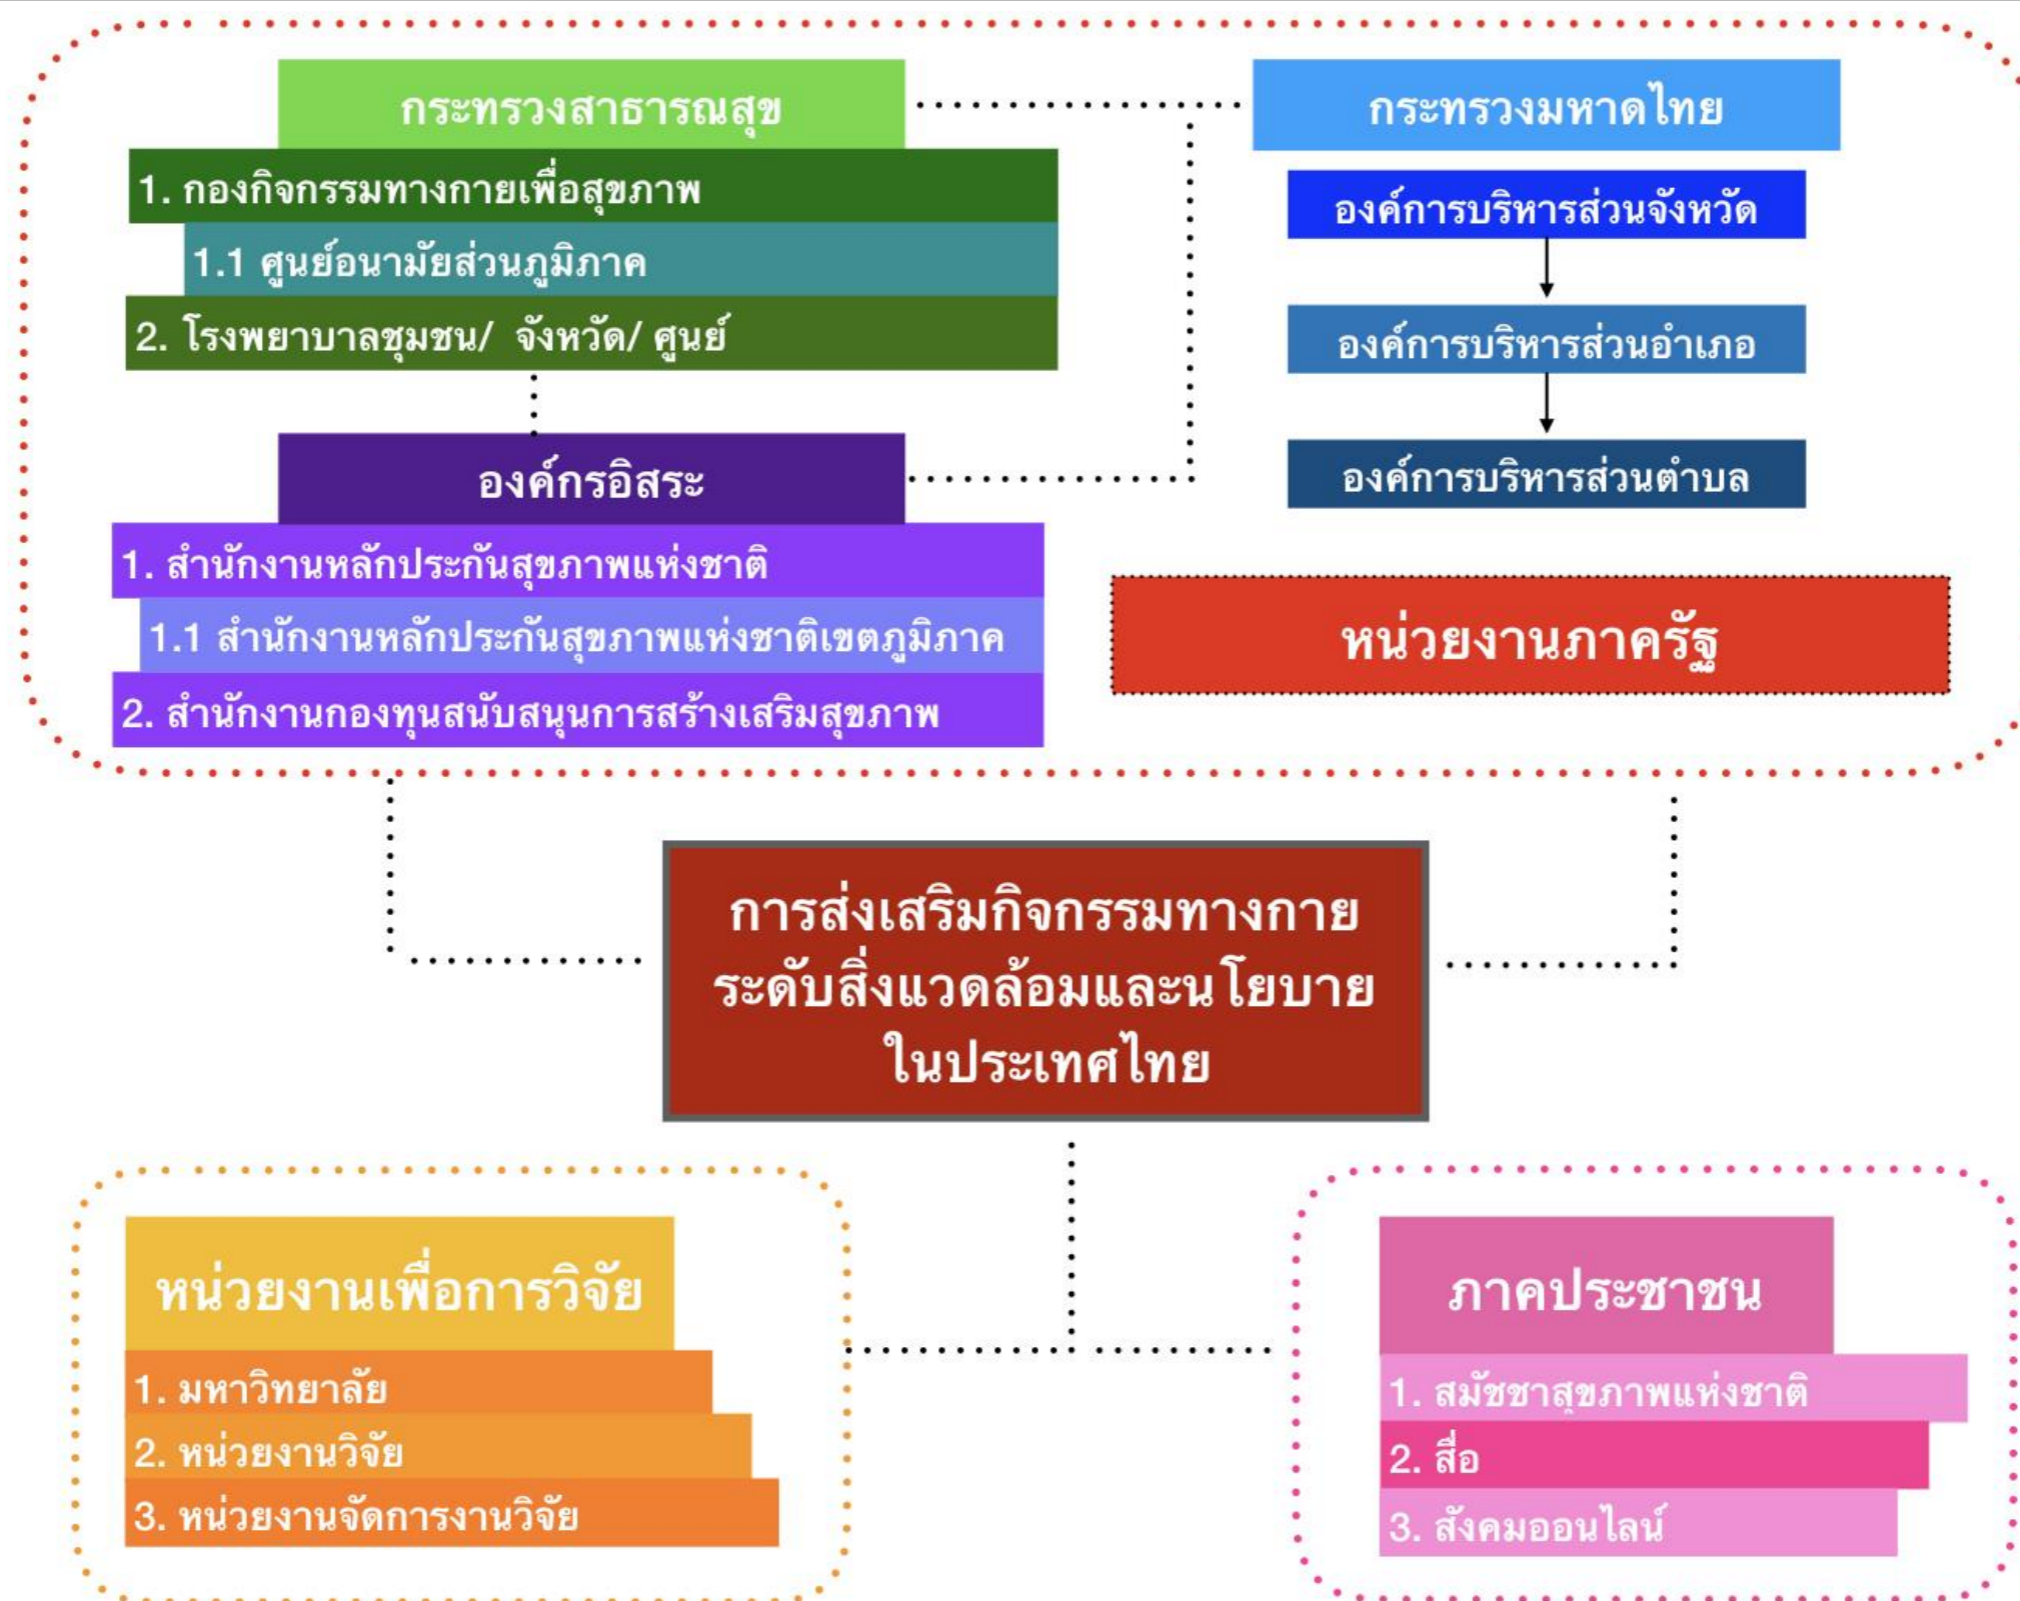 กระทรวงสาธารณสุข
1. กองกิจกรรมทางกายเพื่อสุขภาพ
1.1 ศูนย์อนามัยส่วนภูมิภาค
2. โรงพยาบาลชุมชน/ จังหวัด/ ศูนย์
กระทรวงมหาดไทย
องค์การบริหารส่วนจังหวัด
องค์การบริหารส่วนอำเภอ
องค์การบริหารส่วนตำบล
องค์กรอิสระ
1. สำนักงานหลักประกันสุขภาพแห่งชาติ
1.1 สำนักงานหลักประกันสุขภาพแห่งชาติเขตภูมิภาค
2. สำนักงานกองทุนสนับสนุนการสร้างเสริมสุขภาพ
หน่วยงานภาครัฐ
การส่งเสริมกิจกรรมทางกาย
ระดับสิ่งแวดล้อมและนโยบาย
ในประเทศไทย
หน่วยงานเพื่อการวิจัย
1. มหาวิทยาลัย
2. หน่วยงานวิจัย
3. หน่วยงานจัดการงานวิจัย
ภาคประชาชน
1. สมัชชาสุขภาพแห่งชาติ
2. สื่อ
3. สังคมออนไลน์